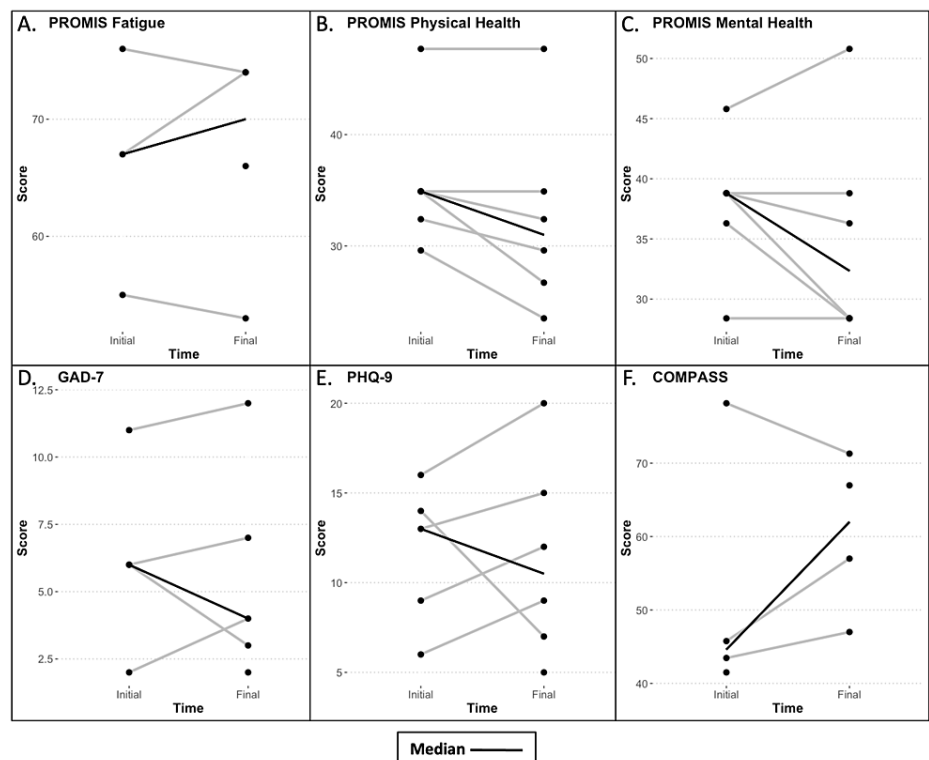 A. PROMIS Fatigue
70
60
Score
Initial Final
Time
B. PROMIS Physical Health
40
30
Score
Initial Final
Time
C. PROMIS Mental Health
50
45
40
35
30
Score
Initial Final
Time
D. GAD-7
12.5
10.0
7.5
5.0
2.5
Score
Initial Final
Time
E. PHQ-9
20
15
10
5
Score
Initial Final
Time
F. COMPASS
70
60
50
40
Score
Initial Final
Time
Median